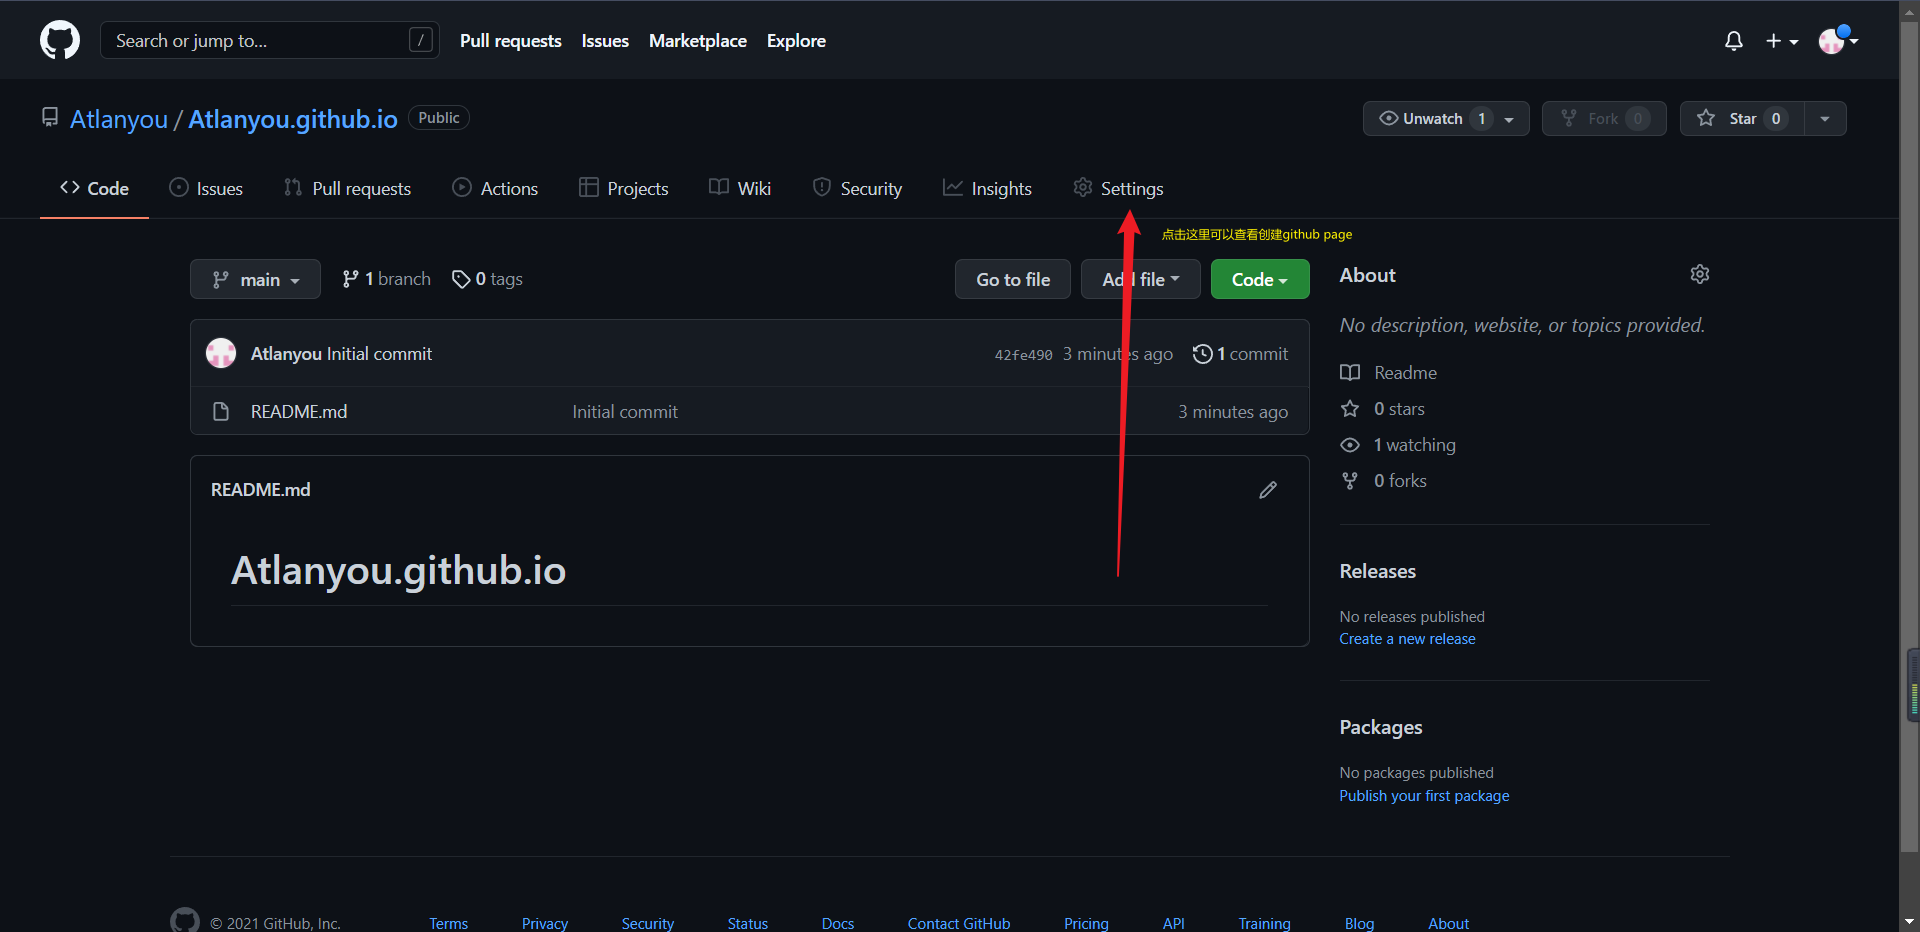 Search or jump to... /
Pull requests Issues Marketplace Explore
Atlanyou / Atlanyou.github.io Public
Unwatch 1 Fork 0 Star 0
Code Issues Pull requests Actions Projects Wiki Security Insights Settings
点击这里可以查看创建github page
main 1 branch 0 tags
Go to file Add file Code
About
No description, website, or topics provided.
Atlanyou Initial commit 42fe490 3 minutes ago 1 commit
README.md Initial commit 3 minutes ago
Readme
0 stars
1 watching
0 forks
README.md
Atlanyou.github.io
Releases
No releases published
Create a new release
Packages
No packages published
Publish your first package
© 2021 GitHub, Inc. Terms Privacy Security Status Docs Contact GitHub Pricing API Training Blog About